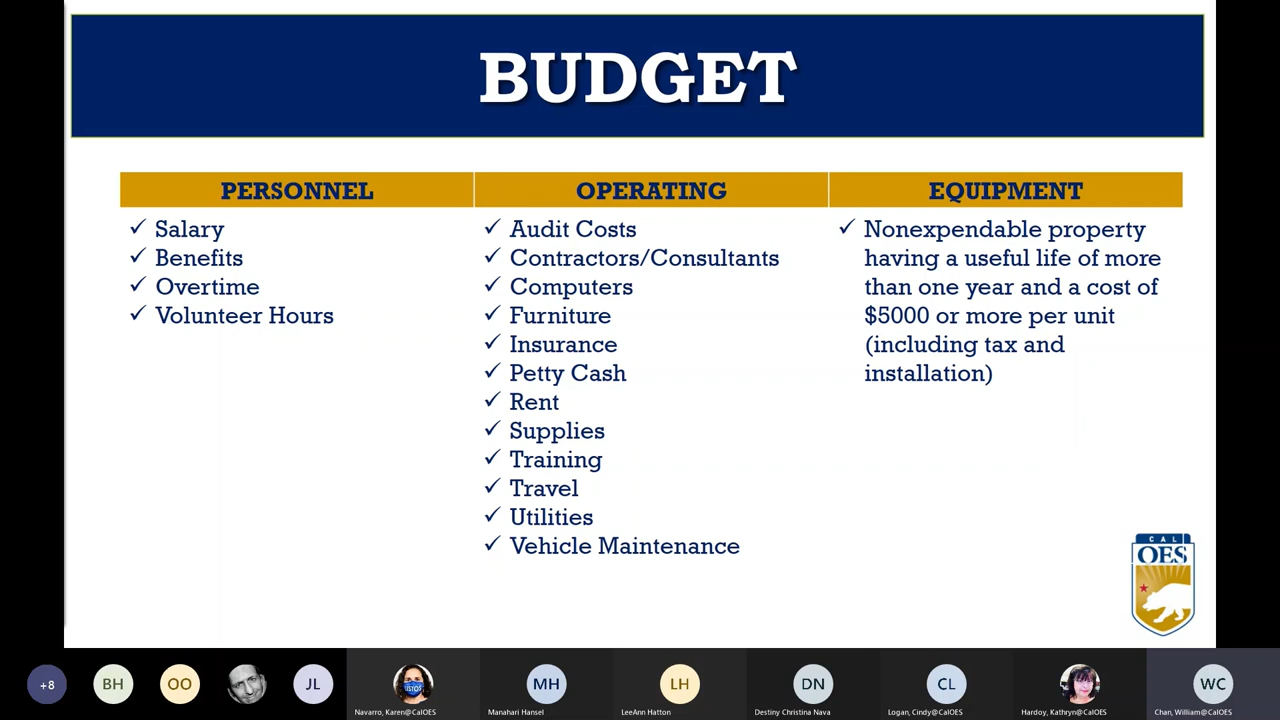 BUDGET
PERSONNEL
OPERATING
EQUIPMENT
✓ Salary
✓ Benefits
✓ Overtime
✓ Volunteer Hours
✓ Audit Costs
✓ Contractors/Consultants
✓ Computers
✓ Furniture
✓ Insurance
✓ Petty Cash
✓ Rent
✓ Supplies
✓ Training
✓ Travel
✓ Utilities
✓ Vehicle Maintenance
✓ Nonexpendable property
having a useful life of more
than one year and a cost of
$5000 or more per unit
(including tax and
installation)
CAL
OES
+8
BH
OO
JL
LISTOS
Navarro, Karen@CalOES
MH
Manahari Hansel
LH
LeeAnn Hatton
DN
Destiny Christina Nava
CL
Logan, Cindy@CalOES
Hardoy, Kathryn@CalOES
WC
Chan, William@CalOES